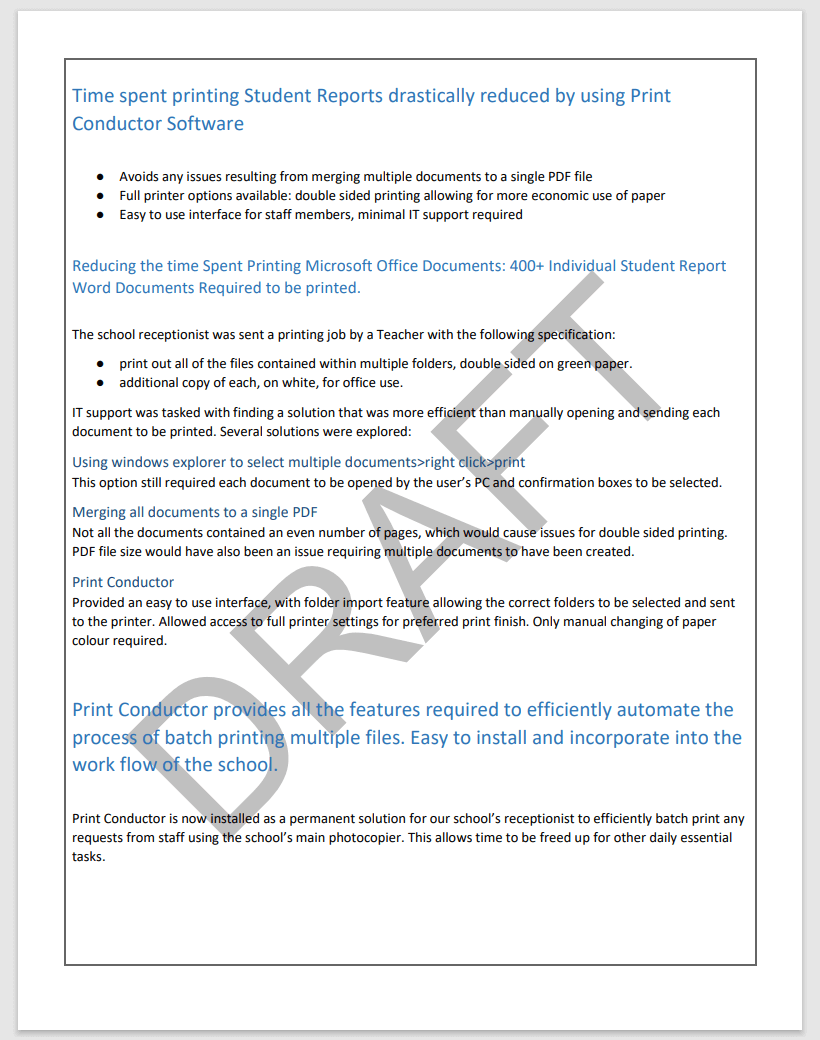 Time spent printing Student Reports drastically reduced by using Print
Conductor Software
● Avoids any issues resulting from merging multiple documents to a single PDF file
● Full printer options available: double sided printing allowing for more economic use of paper
● Easy to use interface for staff members, minimal IT support required
Reducing the time Spent Printing Microsoft Office Documents: 400+ Individual Student Report
Word Documents Required to be printed.
The school receptionist was sent a printing job by a Teacher with the following specification:
● print out all of the files contained within multiple folders, double sided on green paper.
● additional copy of each, on white, for office use.
IT support was tasked with finding a solution that was more efficient than manually opening and sending each
document to be printed. Several solutions were explored:
Using windows explorer to select multiple documents>right click>print
This option still required each document to be opened by the user’s PC and confirmation boxes to be selected.
Merging all documents to a single PDF
Not all the documents contained an even number of pages, which would cause issues for double sided printing.
PDF file size would have also been an issue requiring multiple documents to have been created.
Print Conductor
Provided an easy to use interface, with folder import feature allowing the correct folders to be selected and sent
to the printer. Allowed access to full printer settings for preferred print finish. Only manual changing of paper
colour required.
Print Conductor provides all the features required to efficiently automate the
process of batch printing multiple files. Easy to install and incorporate into the
work flow of the school.
Print Conductor is now installed as a permanent solution for our school’s receptionist to efficiently batch print any
requests from staff using the school’s main photocopier. This allows time to be freed up for other daily essential
tasks.
DRAFT